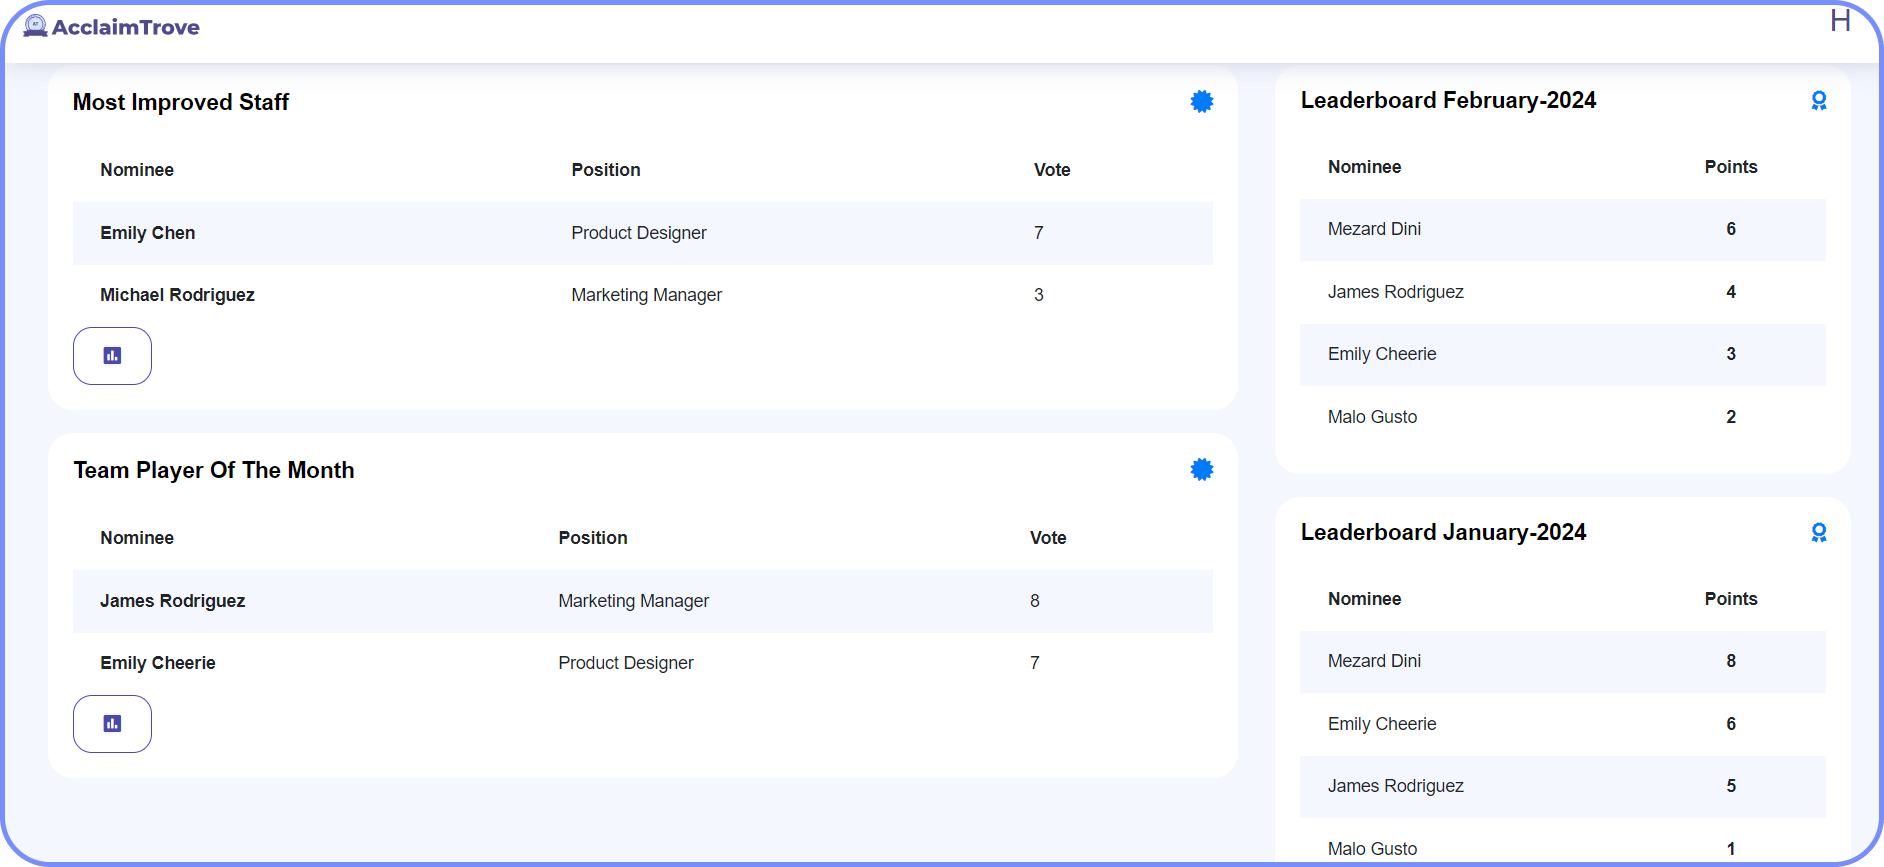 AcclaimTrove
H
Most Improved Staff
Nominee Position Vote
Emily Chen Product Designer 7
Michael Rodriguez Marketing Manager 3
Team Player Of The Month
Nominee Position Vote
James Rodriguez Marketing Manager 8
Emily Cheerie Product Designer 7
Leaderboard February-2024
Nominee Points
Mezard Dini 6
James Rodriguez 4
Emily Cheerie 3
Malo Gusto 2
Leaderboard January-2024
Nominee Points
Mezard Dini 8
Emily Cheerie 6
James Rodriguez 5
Malo Gusto 1